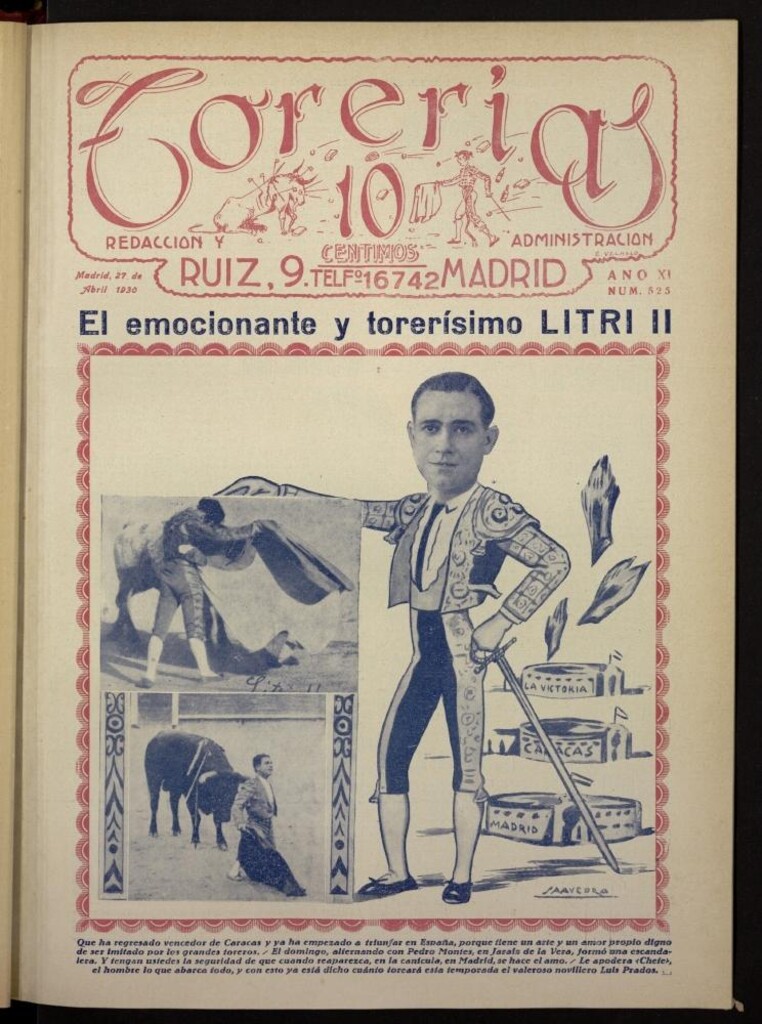 Torerias
10
CENTIMOS
REDACCION Y ADMINISTRACION
RUIZ, 9. TELFº 16742 MADRID
Madrid, 27 de
Abril 1930
AÑO XI
NUM. 525
El emocionante y torerísimo LITRI II
LA VICTORIA
CARACAS
MADRID
SAAVEDRA
Que ha regresado vencedor de Caracas y ya ha empezado a triunfar en España, porque tiene un arte y un amor propio digno
de ser imitado por los grandes toreros. / El domingo, alternando con Pedro Montes, en Jaraíz de la Vera, formó una escanda-
lera. Y tengan ustedes la seguridad de que cuando reaparezca, en la canícula, en Madrid, se hace el amo. / Le apodera «Chele»,
el hombre lo que abarca todo, y con esto ya está dicho cuánto toreará esta temporada el valeroso novillero Luis Prados.